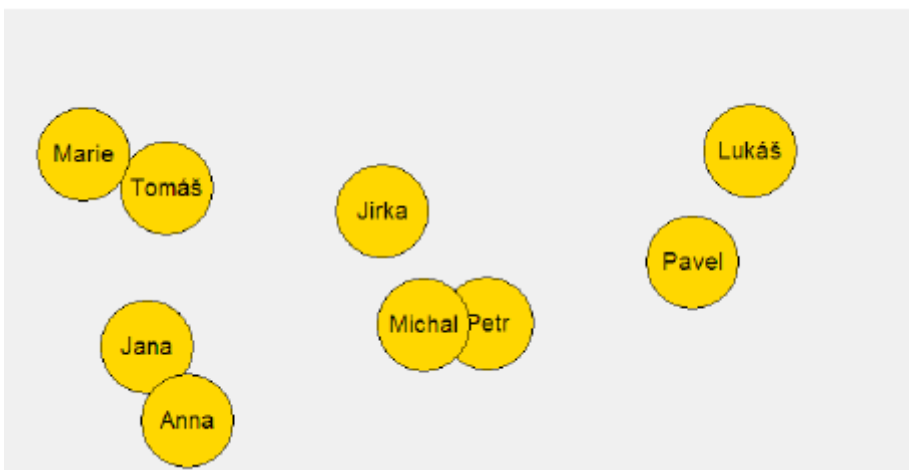 Marie
Tomáš
Jirka
Lukáš
Pavel
Michal
Petr
Jana
Anna